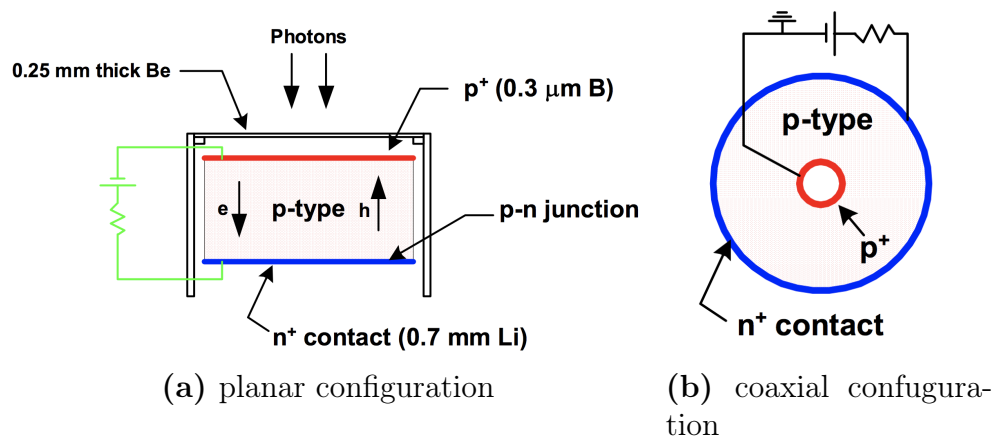 Photons
0.25 mm thick Be
p+ (0.3 μm B)
e
p-type
h
p-n junction
n+ contact (0.7 mm Li)
(a) planar configuration
p-type
p+
n+ contact
(b) coaxial confugura-
tion